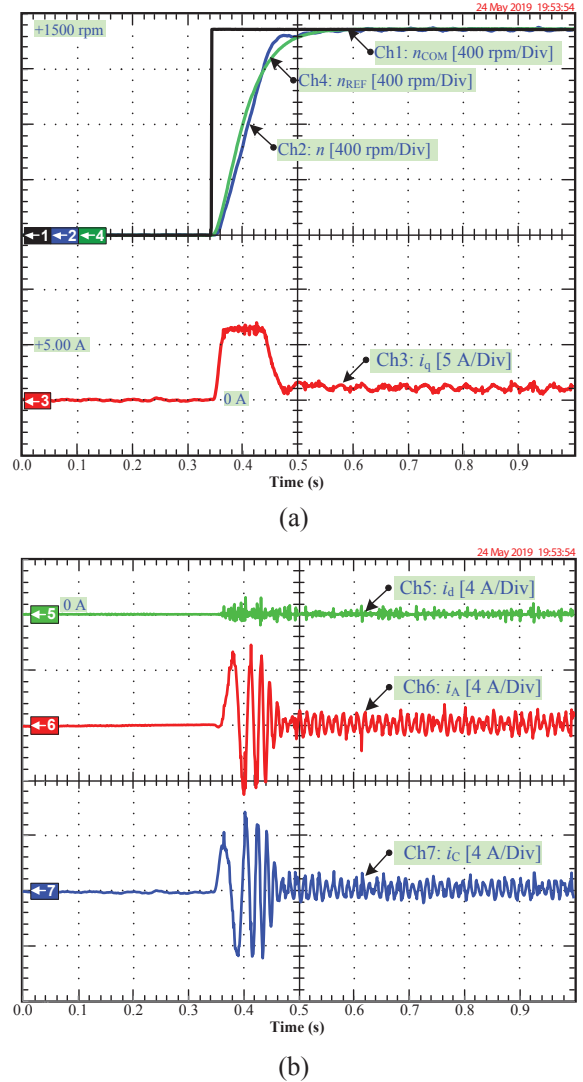 24 May 2019 19:53:54
+1500 rpm
Ch1: nCOM [400 rpm/Div]
Ch4: nREF [400 rpm/Div]
Ch2: n [400 rpm/Div]
1 2 4
+5.00 A
Ch3: iq [5 A/Div]
3
0 A
0.0 0.1 0.2 0.3 0.4 0.5 0.6 0.7 0.8 0.9
Time (s)
(a)
24 May 2019 19:53:54
0 A
Ch5: id [4 A/Div]
5
Ch6: iA [4 A/Div]
6
Ch7: iC [4 A/Div]
7
0.0 0.1 0.2 0.3 0.4 0.5 0.6 0.7 0.8 0.9
Time (s)
(b)